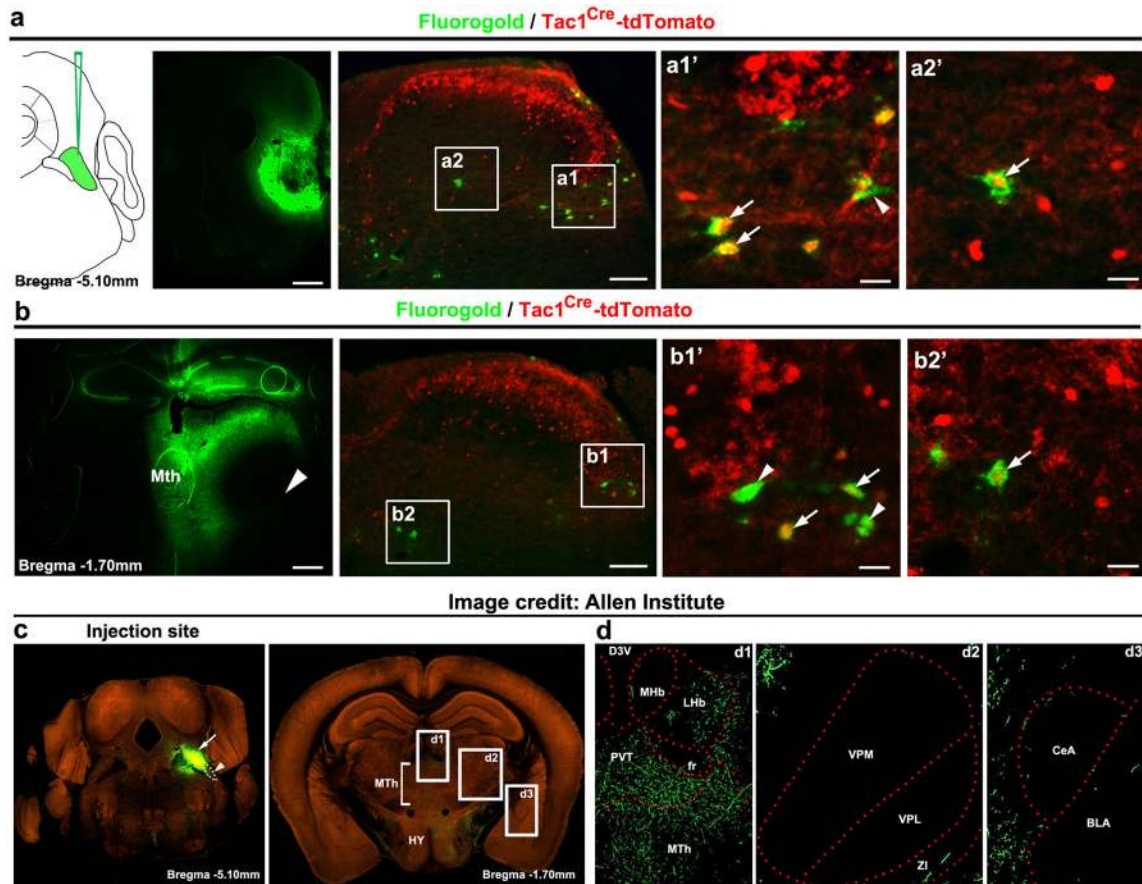 a
Fluorogold / Tac1Cre-tdTomato
Bregma -5.10mm
a2
a1
a1’
a2’
b
Fluorogold / Tac1Cre-tdTomato
Mth
Bregma -1.70mm
b2
b1
b1’
b2’
Image credit: Allen Institute
c
Injection site
Bregma -5.10mm
d1
d2
d3
MTh
HY
Bregma -1.70mm
d
D3V
d1
MHb
LHb
PVT
fr
MTh
d2
VPM
VPL
ZI
d3
CeA
BLA